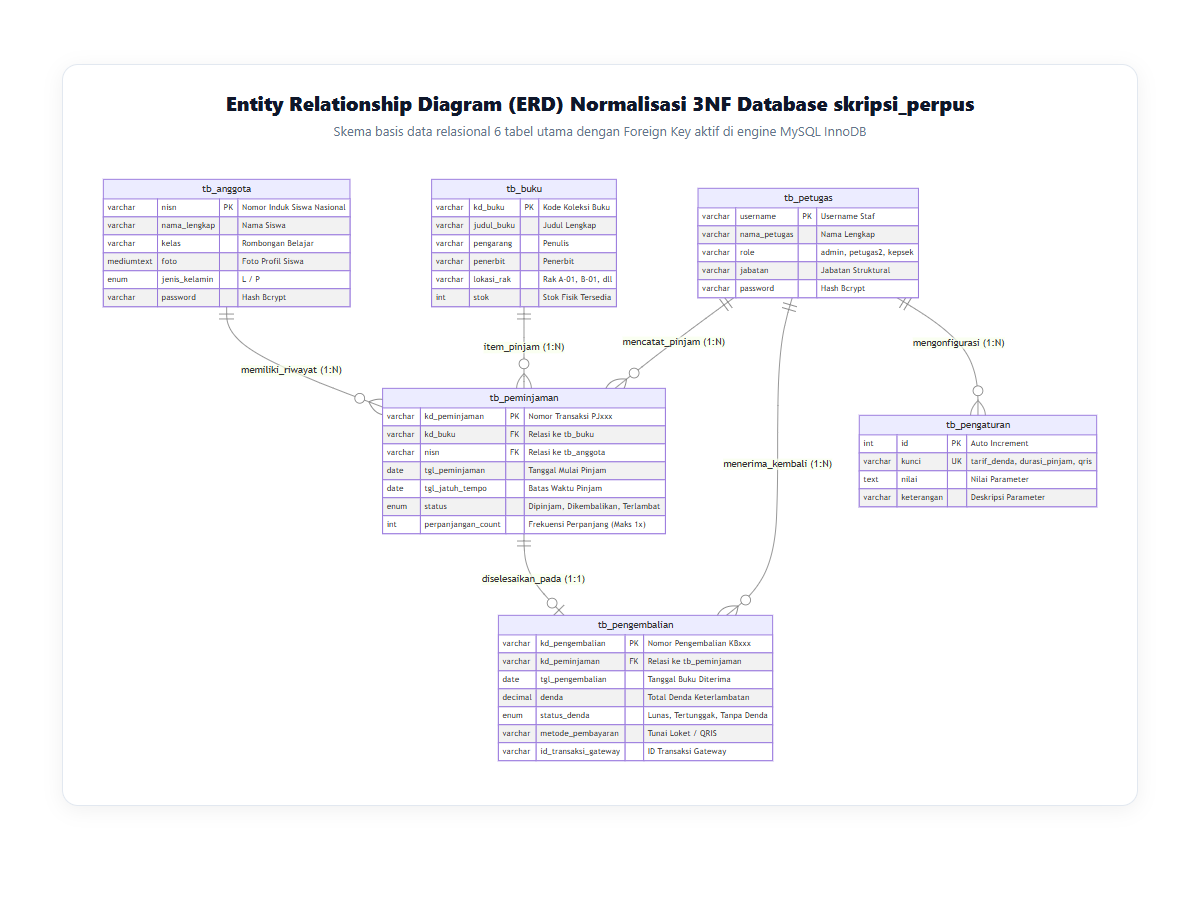 Entity Relationship Diagram (ERD) Normalisasi 3NF Database skripsi_perpus
Skema basis data relasional 6 tabel utama dengan Foreign Key aktif di engine MySQL InnoDB
tb_anggota
varchar nisn PK Nomor Induk Siswa Nasional
varchar nama_lengkap Nama Siswa
varchar kelas Rombongan Belajar
mediumtext foto Foto Profil Siswa
enum jenis_kelamin L / P
varchar password Hash Bcrypt
tb_buku
varchar kd_buku PK Kode Koleksi Buku
varchar judul_buku Judul Lengkap
varchar pengarang Penulis
varchar penerbit Penerbit
varchar lokasi_rak Rak A-01, B-01, dll
int stok Stok Fisik Tersedia
tb_petugas
varchar username PK Username Staf
varchar nama_petugas Nama Lengkap
varchar role admin, petugas2, kepsek
varchar jabatan Jabatan Struktural
varchar password Hash Bcrypt
memiliki_riwayat (1:N)
item_pinjam (1:N)
mencatat_pinjam (1:N)
mengonfigurasi (1:N)
tb_peminjaman
varchar kd_peminjaman PK Nomor Transaksi PJxxx
varchar kd_buku FK Relasi ke tb_buku
varchar nisn FK Relasi ke tb_anggota
date tgl_peminjaman Tanggal Mulai Pinjam
date tgl_jatuh_tempo Batas Waktu Pinjam
enum status Dipinjam, Dikembalikan, Terlambat
int perpanjangan_count Frekuensi Perpanjang (Maks 1x)
menerima_kembali (1:N)
tb_pengaturan
int id PK Auto Increment
varchar kunci UK tarif_denda, durasi_pinjam, qris
text nilai Nilai Parameter
varchar keterangan Deskripsi Parameter
diselesaikan_pada (1:1)
tb_pengembalian
varchar kd_pengembalian PK Nomor Pengembalian KBxxx
varchar kd_peminjaman FK Relasi ke tb_peminjaman
date tgl_pengembalian Tanggal Buku Diterima
decimal denda Total Denda Keterlambatan
enum status_denda Lunas, Tertunggak, Tanpa Denda
varchar metode_pembayaran Tunai Loket / QRIS
varchar id_transaksi_gateway ID Transaksi Gateway